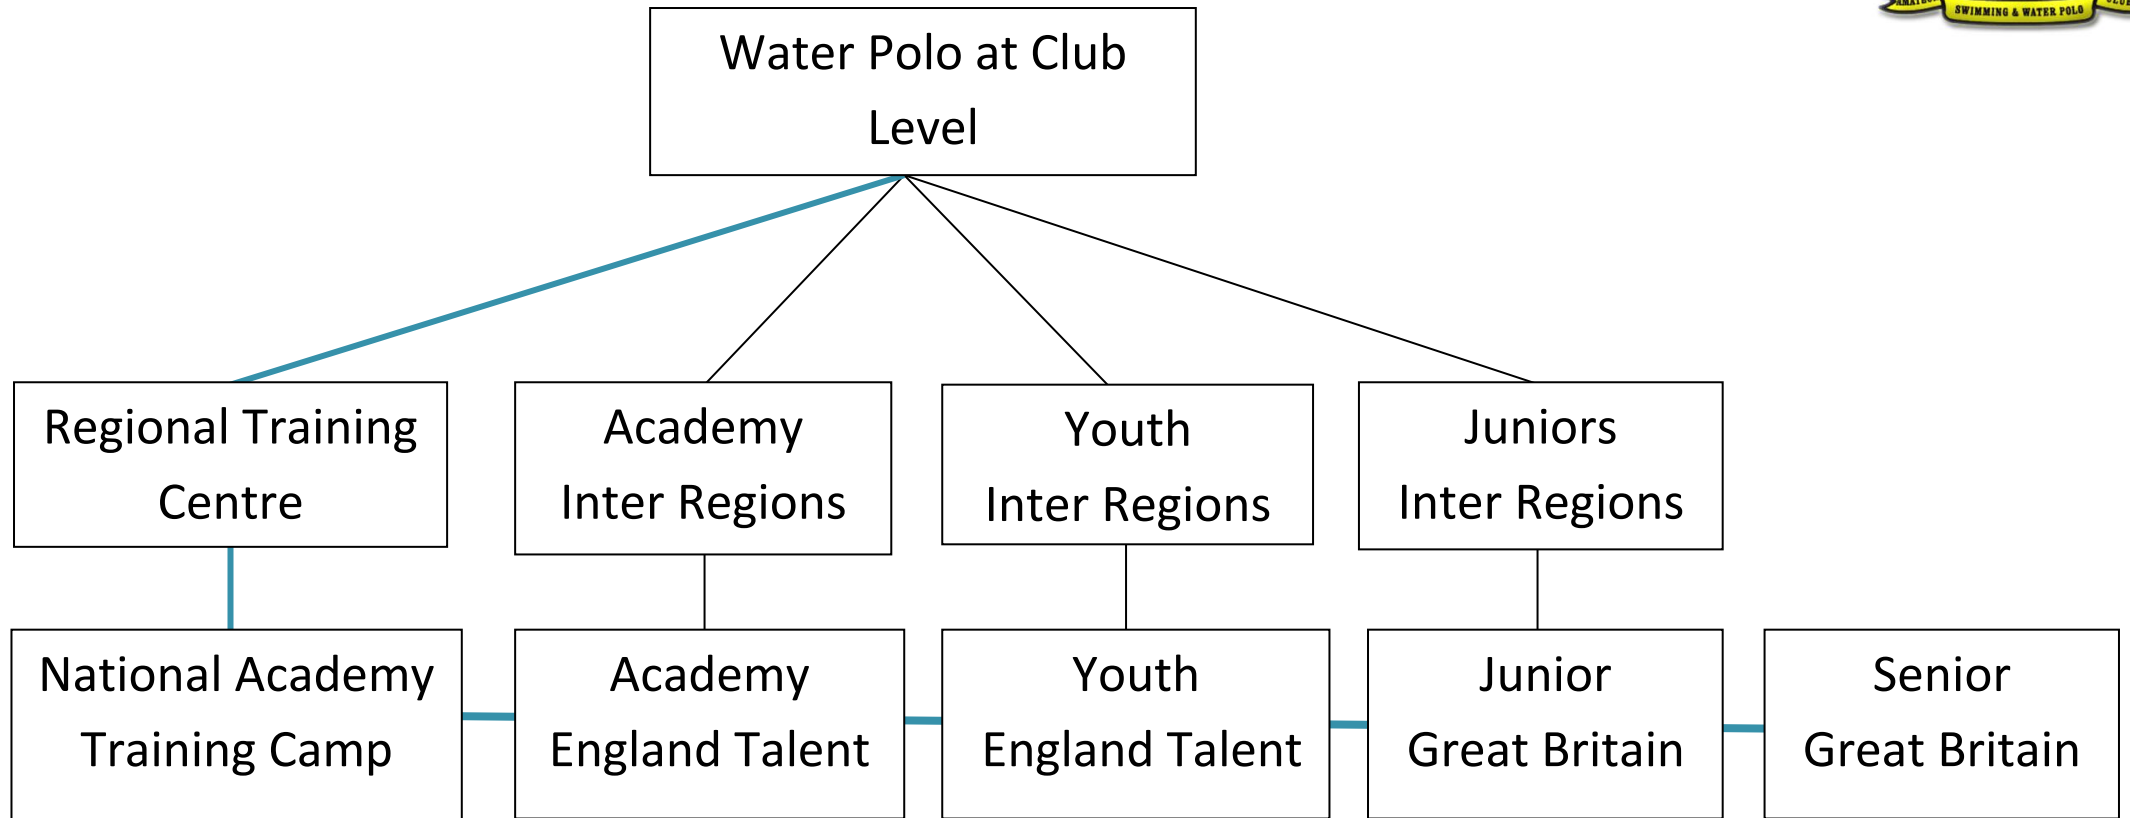 SWIMMING & WATER POLO
Water Polo at Club
Level
Regional Training
Centre
Academy
Inter Regions
Youth
Inter Regions
Juniors
Inter Regions
National Academy
Training Camp
Academy
England Talent
Youth
England Talent
Junior
Great Britain
Senior
Great Britain